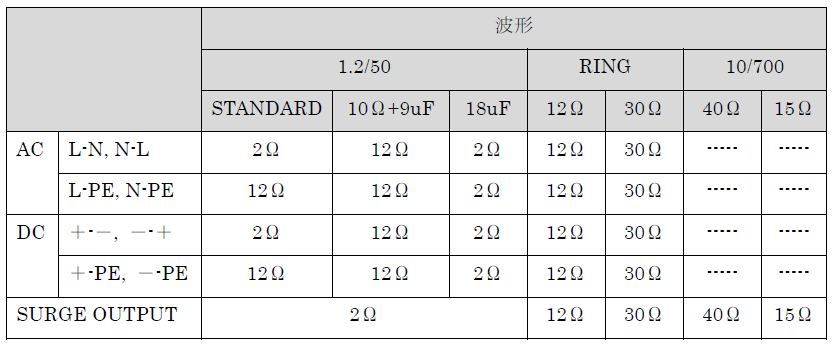 波形
1.2/50 RING 10/700
STANDARD 10Ω+9uF 18uF 12Ω 30Ω 40Ω 15Ω
AC L-N, N-L 2Ω 12Ω 2Ω 12Ω 30Ω ----- -----
L-PE, N-PE 12Ω 12Ω 2Ω 12Ω 30Ω ----- -----
DC +-−, −-+ 2Ω 12Ω 2Ω 12Ω 30Ω ----- -----
+-PE, −-PE 12Ω 12Ω 2Ω 12Ω 30Ω ----- -----
SURGE OUTPUT 2Ω 12Ω 30Ω 40Ω 15Ω